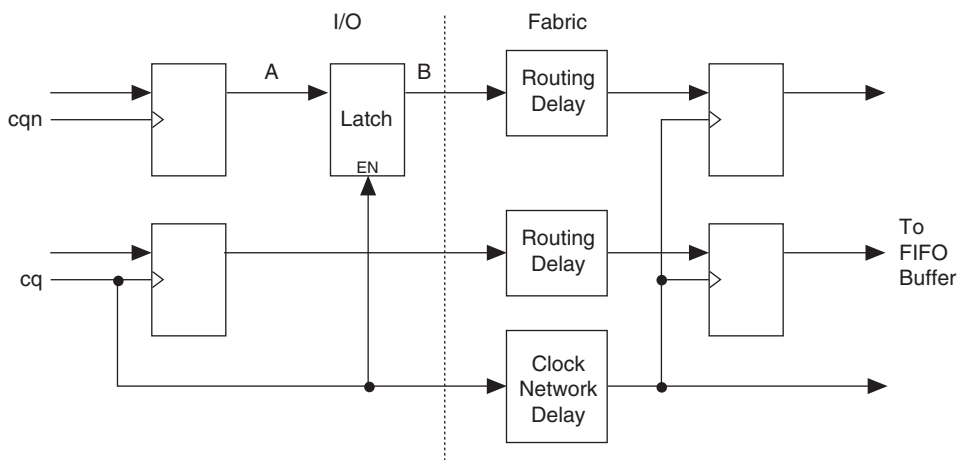 I/O
Fabric
A
B
Routing
Delay
cqn
Latch
EN
Routing
Delay
To
FIFO
Buffer
cq
Clock
Network
Delay